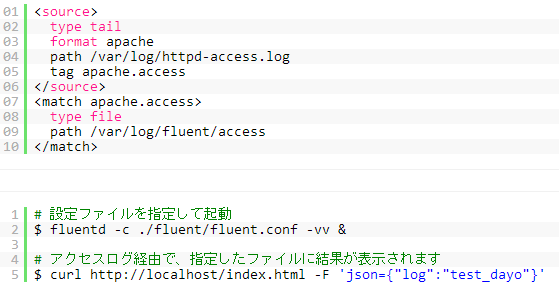 01 <source>
02   type tail
03   format apache
04   path /var/log/httpd-access.log
05   tag apache.access
06 </source>
07 <match apache.access>
08   type file
09   path /var/log/fluent/access
10 </match>
1 # 設定ファイルを指定して起動
2 $ fluentd -c ./fluent/fluent.conf -vv &
3
4 # アクセスログ経由で、指定したファイルに結果が表示されます
5 $ curl http://localhost/index.html -F 'json={"log":"test_dayo"}'